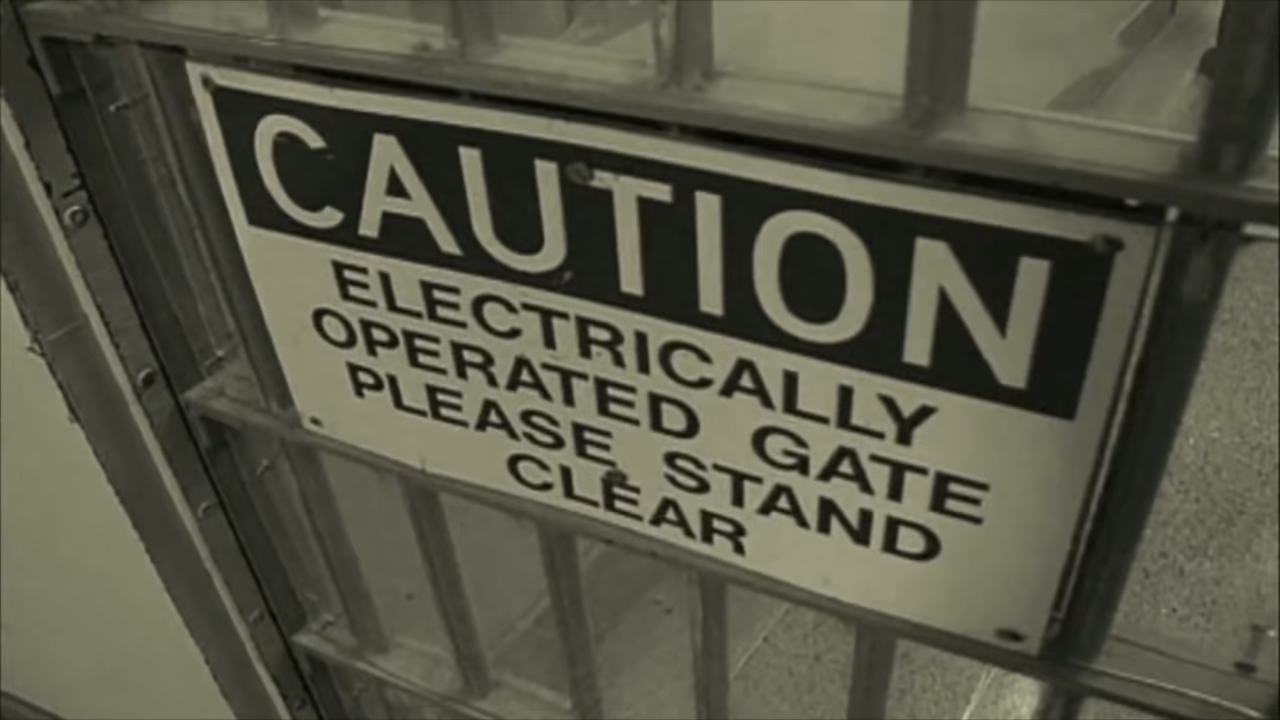 CAUTION
ELECTRICALLY
OPERATED GATE
PLEASE STAND
CLEAR